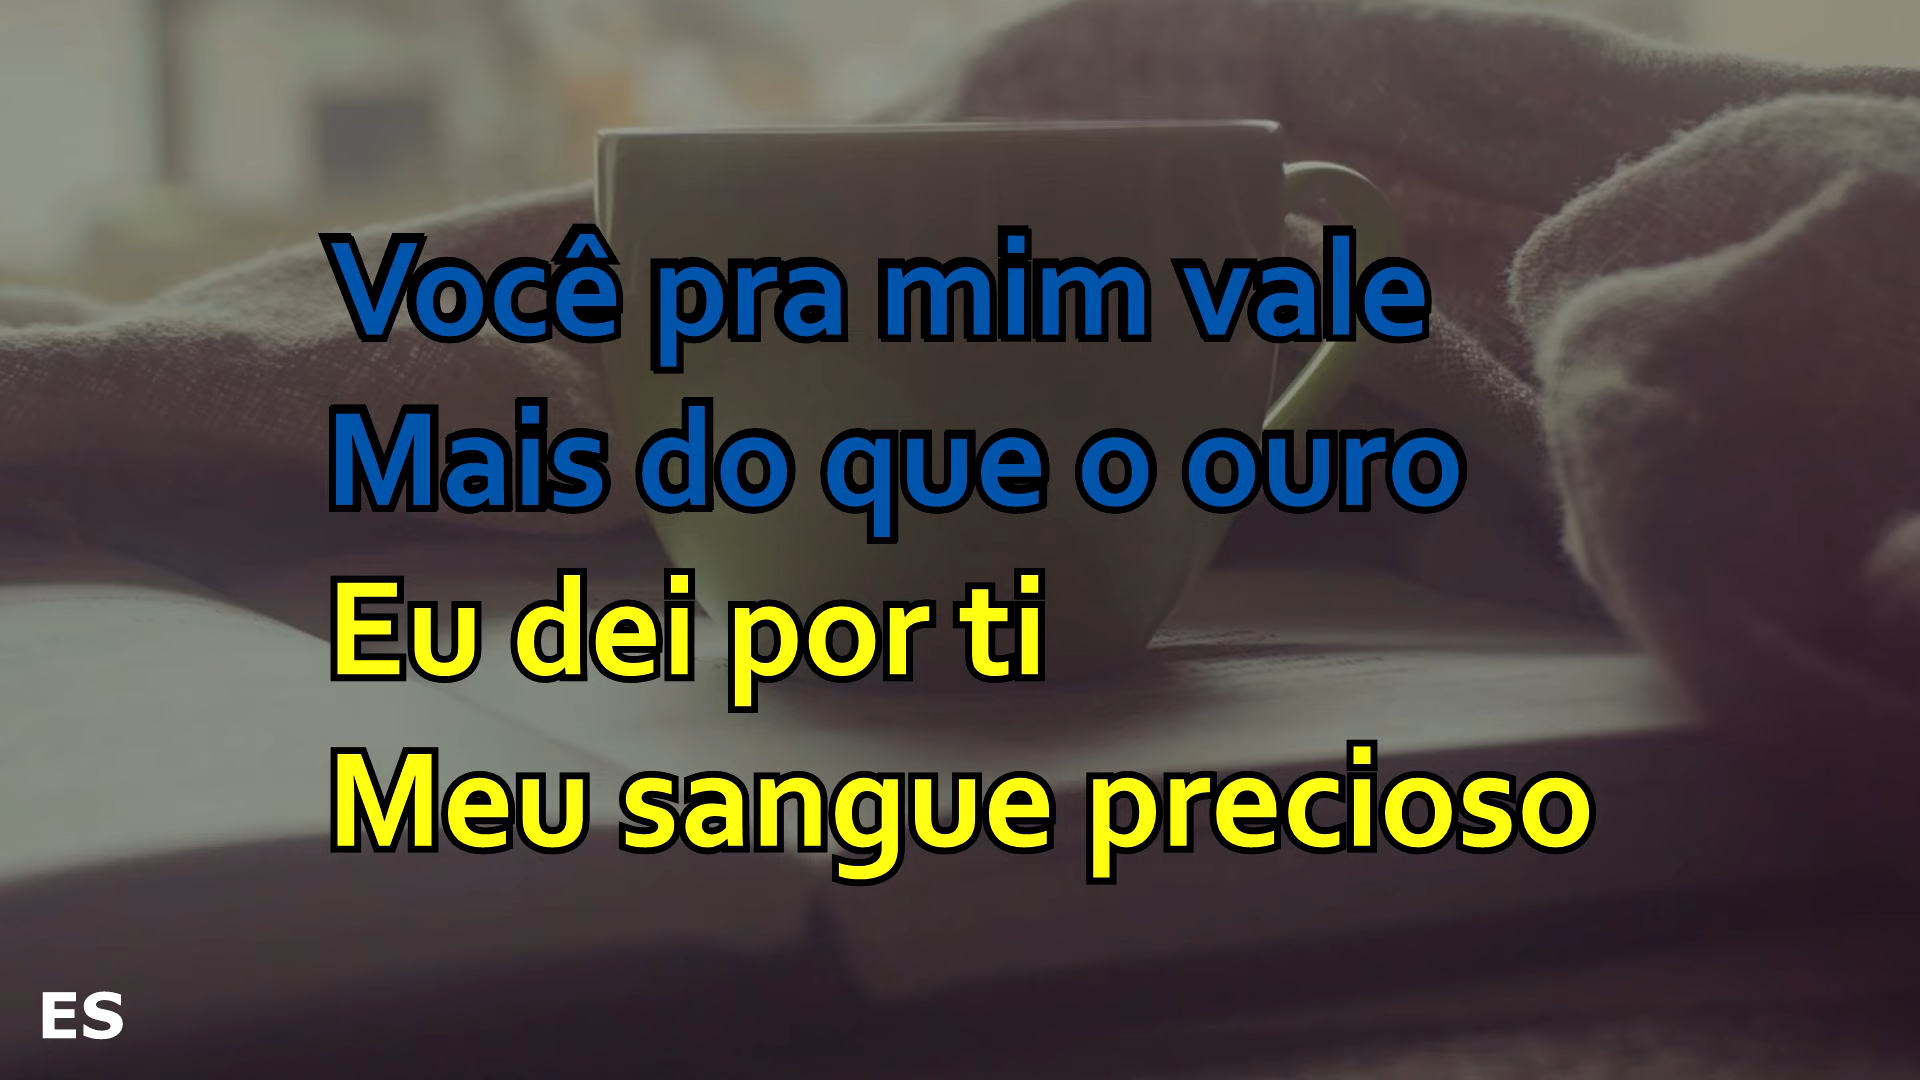 Você pra mim vale
Mais do que o ouro
Eu dei por ti
Meu sangue precioso
ES